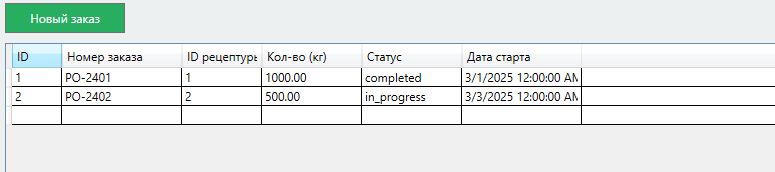 Новый заказ
ID Номер заказа ID рецептуры Кол-во (кг) Статус Дата старта
1 PO-2401 1 1000.00 completed 3/1/2025 12:00:00 AM
2 PO-2402 2 500.00 in_progress 3/3/2025 12:00:00 AM